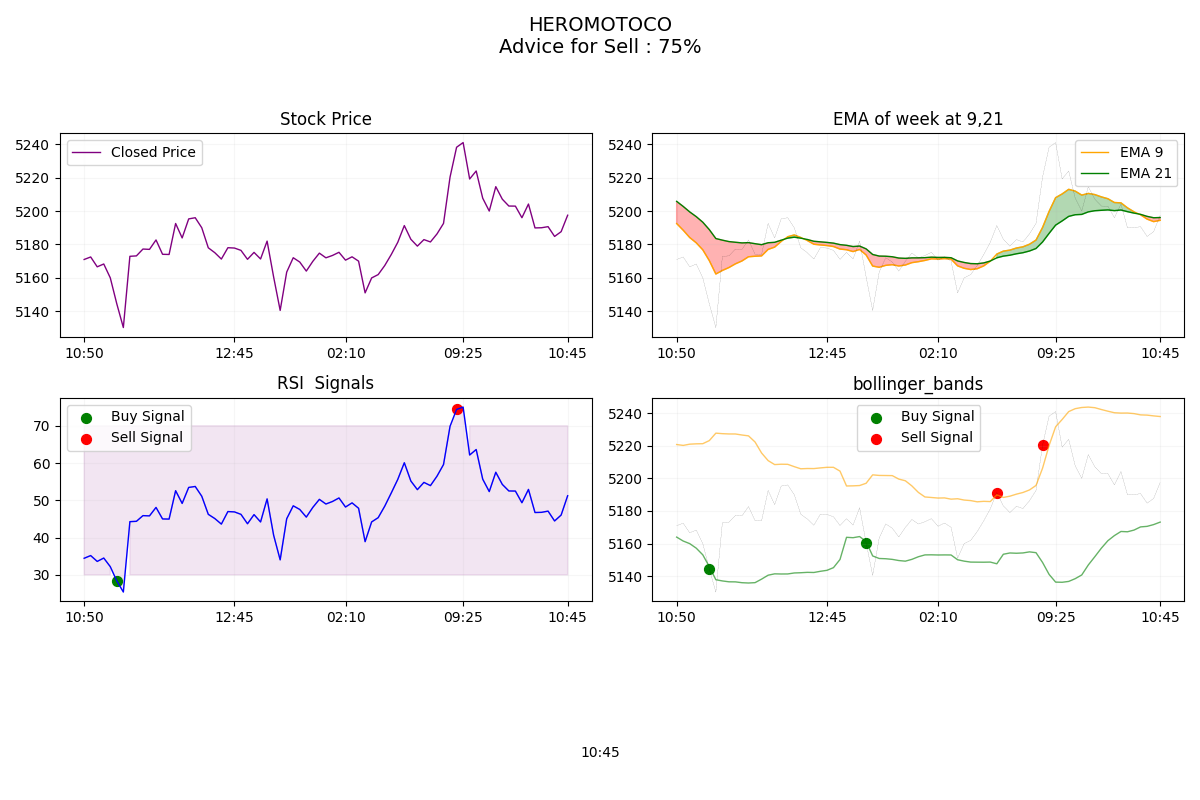 HEROMOTOCO
Advice for Sell : 75%
Stock Price
5240
5220
5200
5180
5160
5140
Closed Price
10:50 12:45 02:10 09:25 10:45
EMA of week at 9,21
5240
5220
5200
5180
5160
5140
EMA 9
EMA 21
10:50 12:45 02:10 09:25 10:45
RSI  Signals
70
60
50
40
30
Buy Signal
Sell Signal
10:50 12:45 02:10 09:25 10:45
bollinger_bands
5240
5220
5200
5180
5160
5140
Buy Signal
Sell Signal
10:50 12:45 02:10 09:25 10:45
10:45